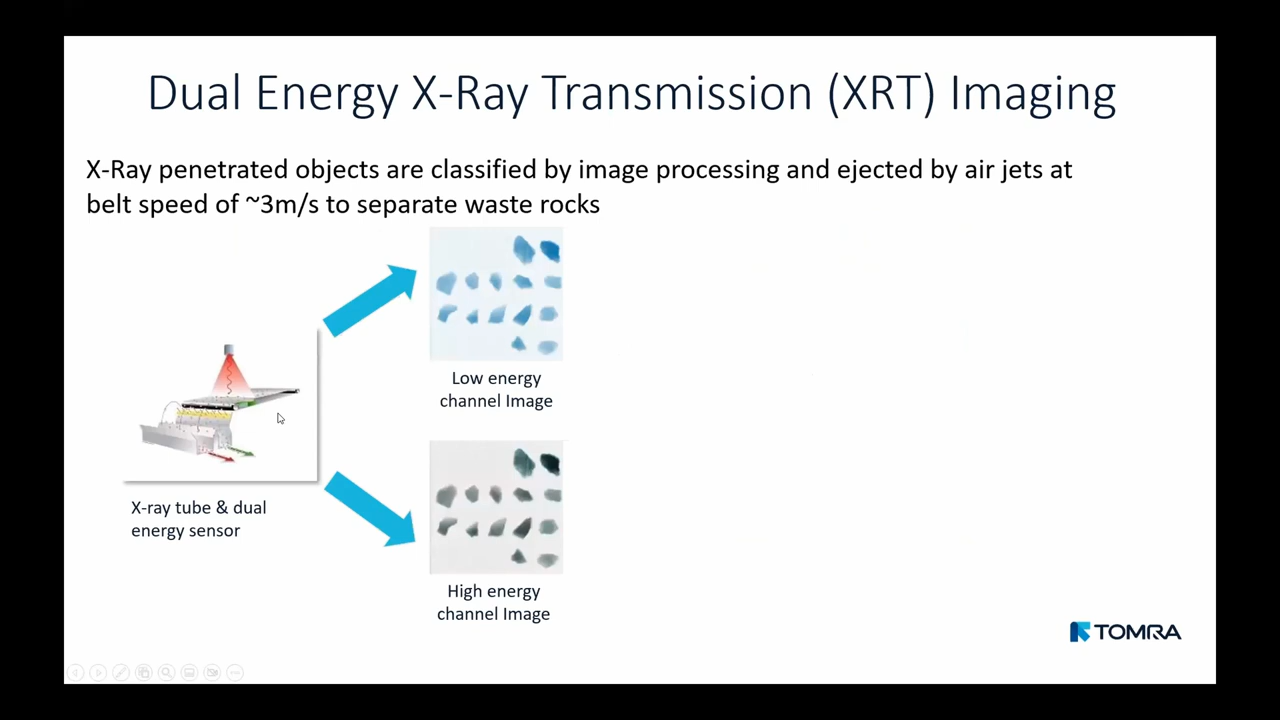 Dual Energy X-Ray Transmission (XRT) Imaging
X-Ray penetrated objects are classified by image processing and ejected by air jets at
belt speed of ~3m/s to separate waste rocks
Low energy
channel Image
X-ray tube & dual
energy sensor
High energy
channel Image
TOMRA